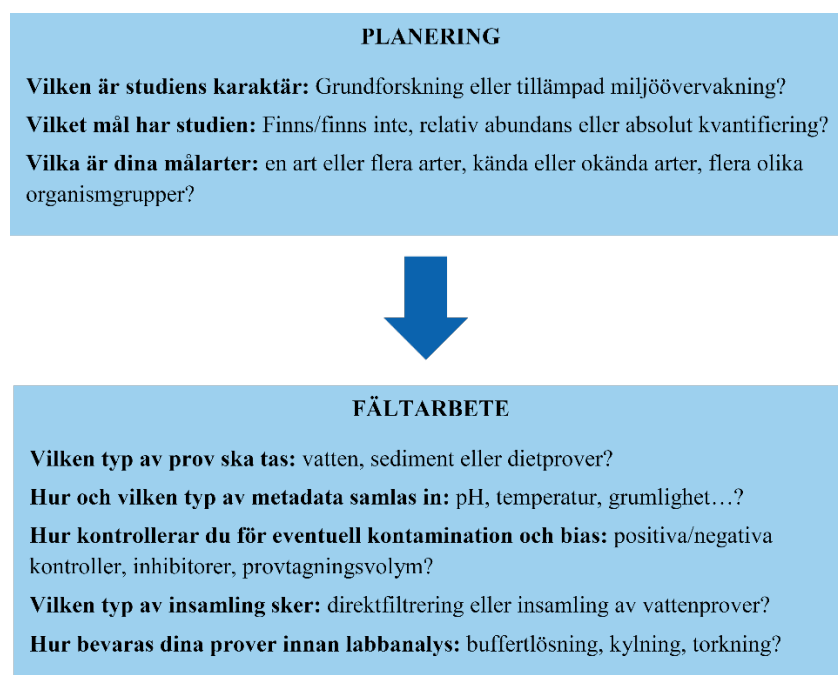 PLANERING
Vilken är studiens karaktär: Grundforskning eller tillämpad miljöövervakning?
Vilket mål har studien: Finns/finns inte, relativ abundans eller absolut kvantifiering?
Vilka är dina målarter: en art eller flera arter, kända eller okända arter, flera olika
organismgrupper?
FÄLTARBETE
Vilken typ av prov ska tas: vatten, sediment eller dietprover?
Hur och vilken typ av metadata samlas in: pH, temperatur, grumlighet…?
Hur kontrollerar du för eventuell kontamination och bias: positiva/negativa
kontroller, inhibitorer, provtagningsvolym?
Vilken typ av insamling sker: direktfiltrering eller insamling av vattenprover?
Hur bevaras dina prover innan labbanalys: buffertlösning, kylning, torkning?